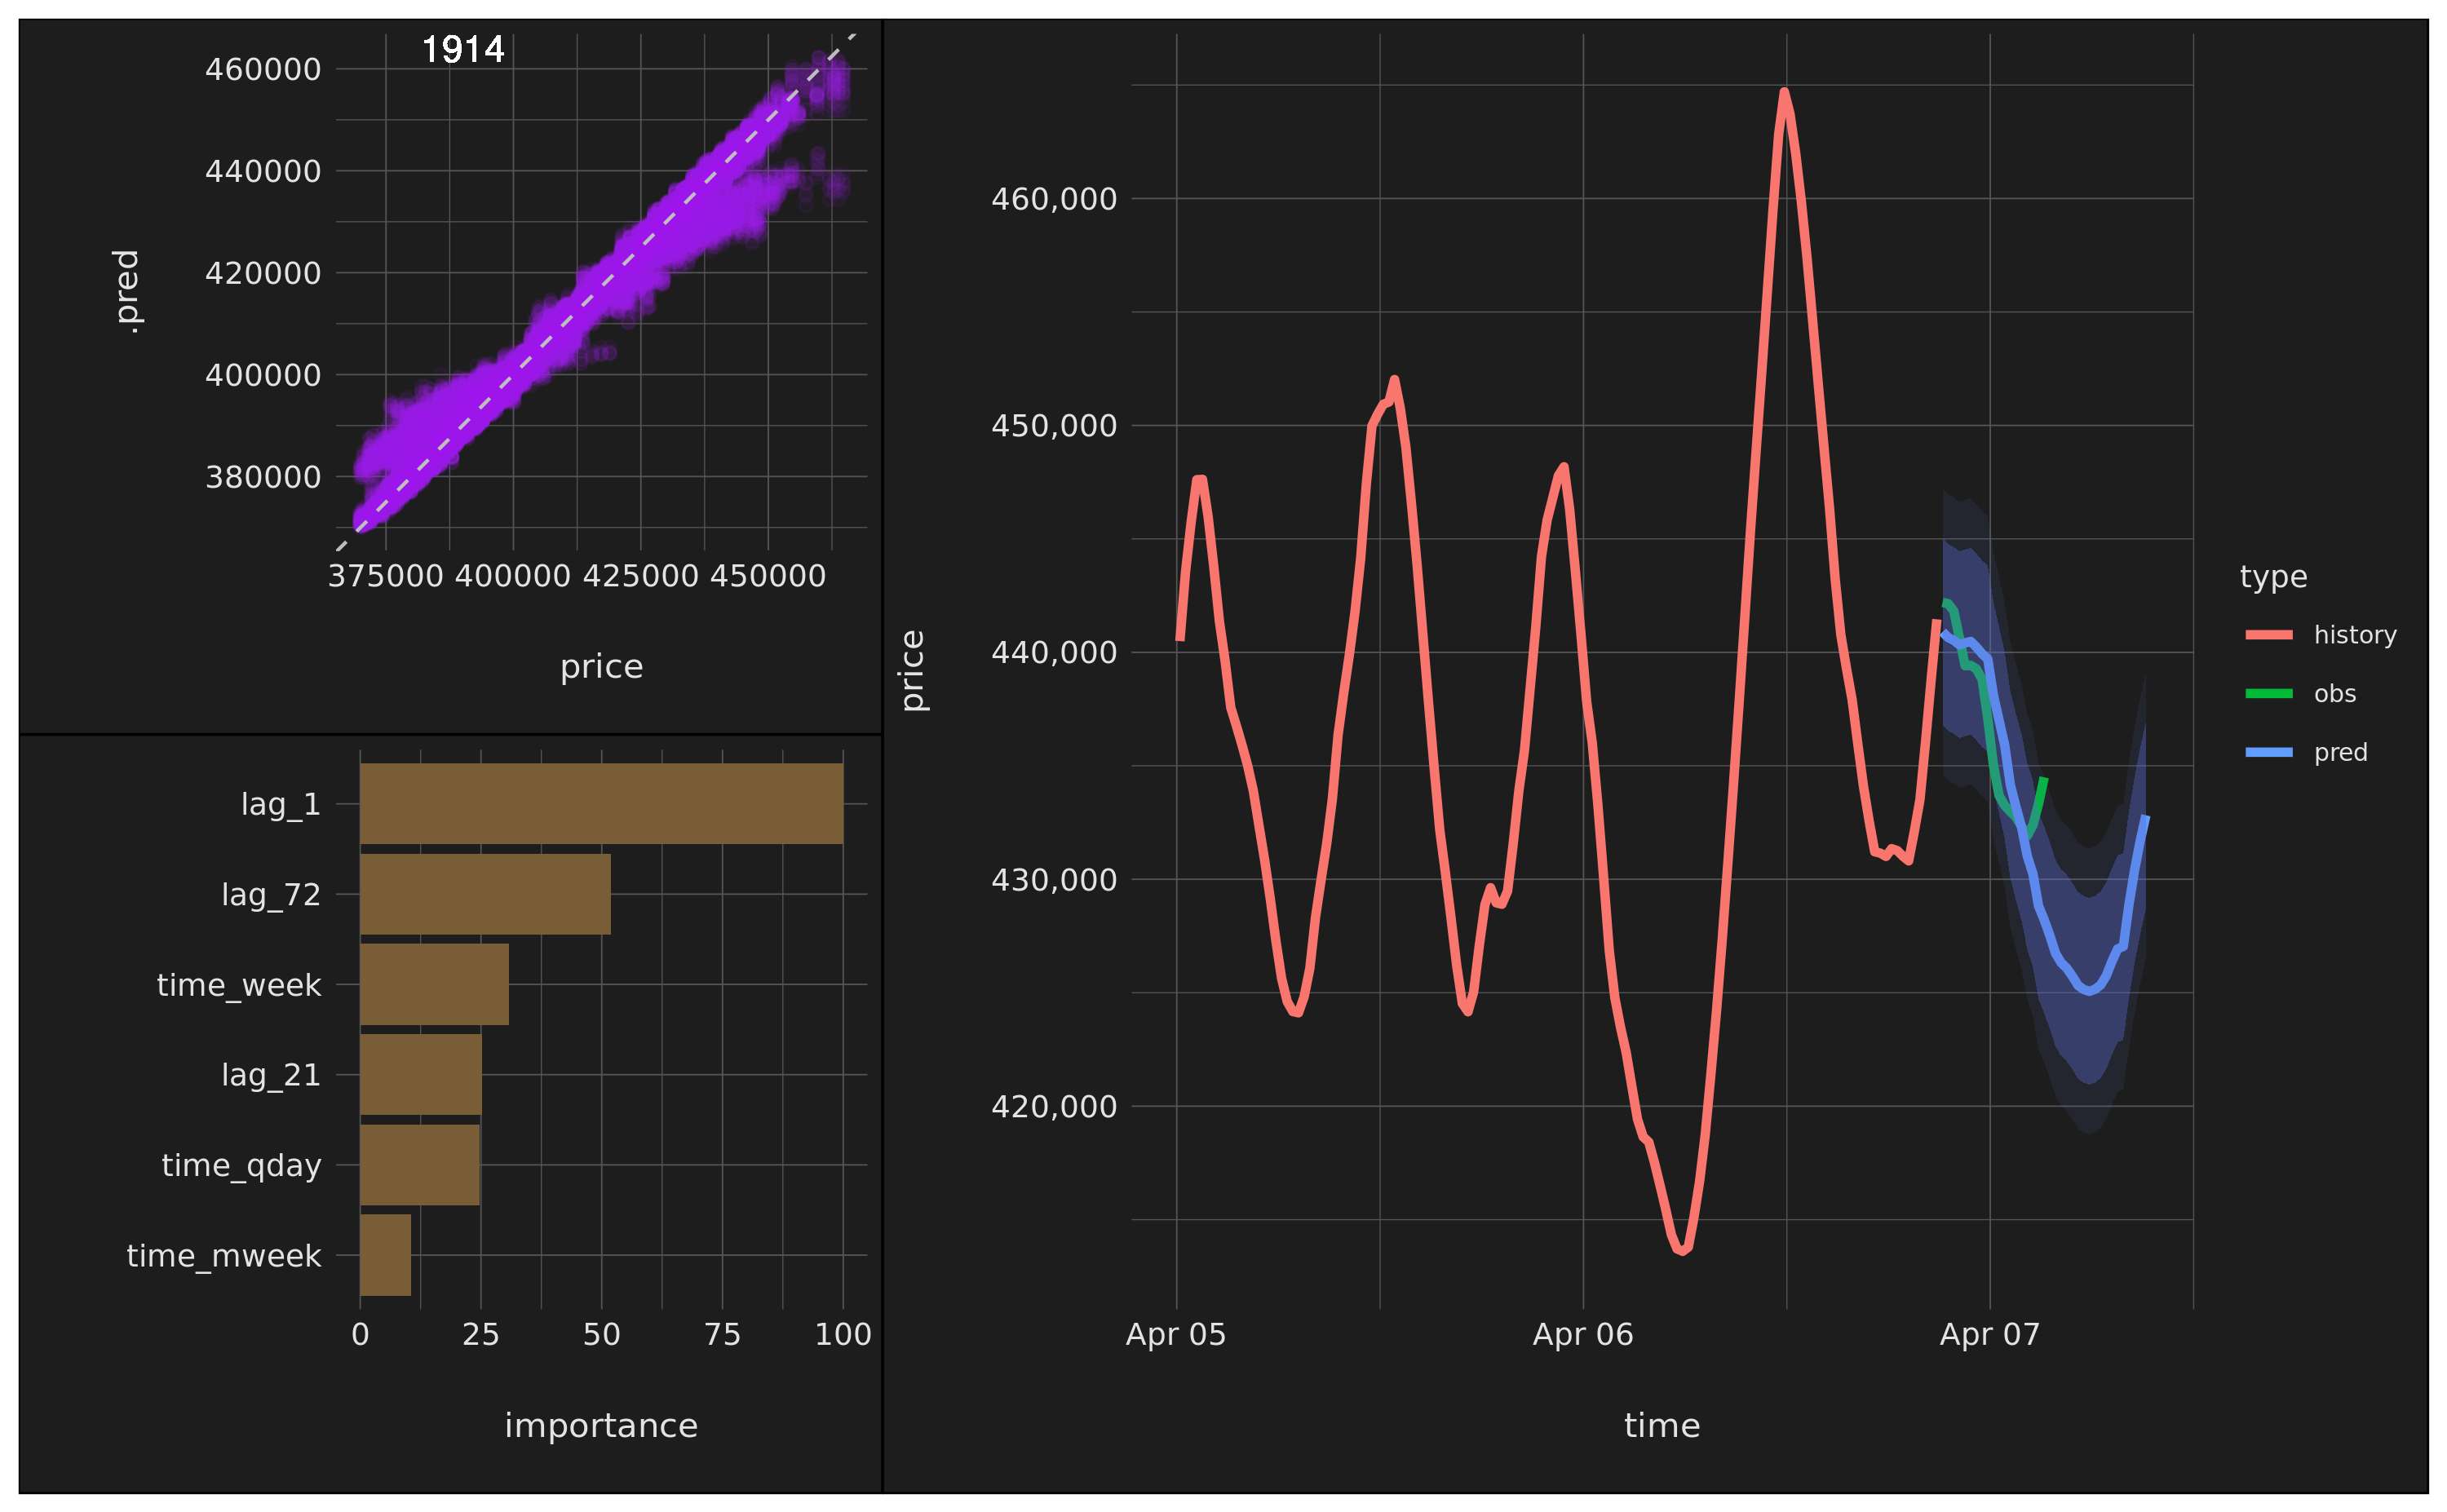 1914
460000
440000
420000
400000
380000
.pred
375000 400000 425000 450000
price
lag_1
lag_72
time_week
lag_21
time_qday
time_mweek
0 25 50 75 100
importance
460,000
450,000
440,000
430,000
420,000
price
Apr 05 Apr 06 Apr 07
time
type
history
obs
pred